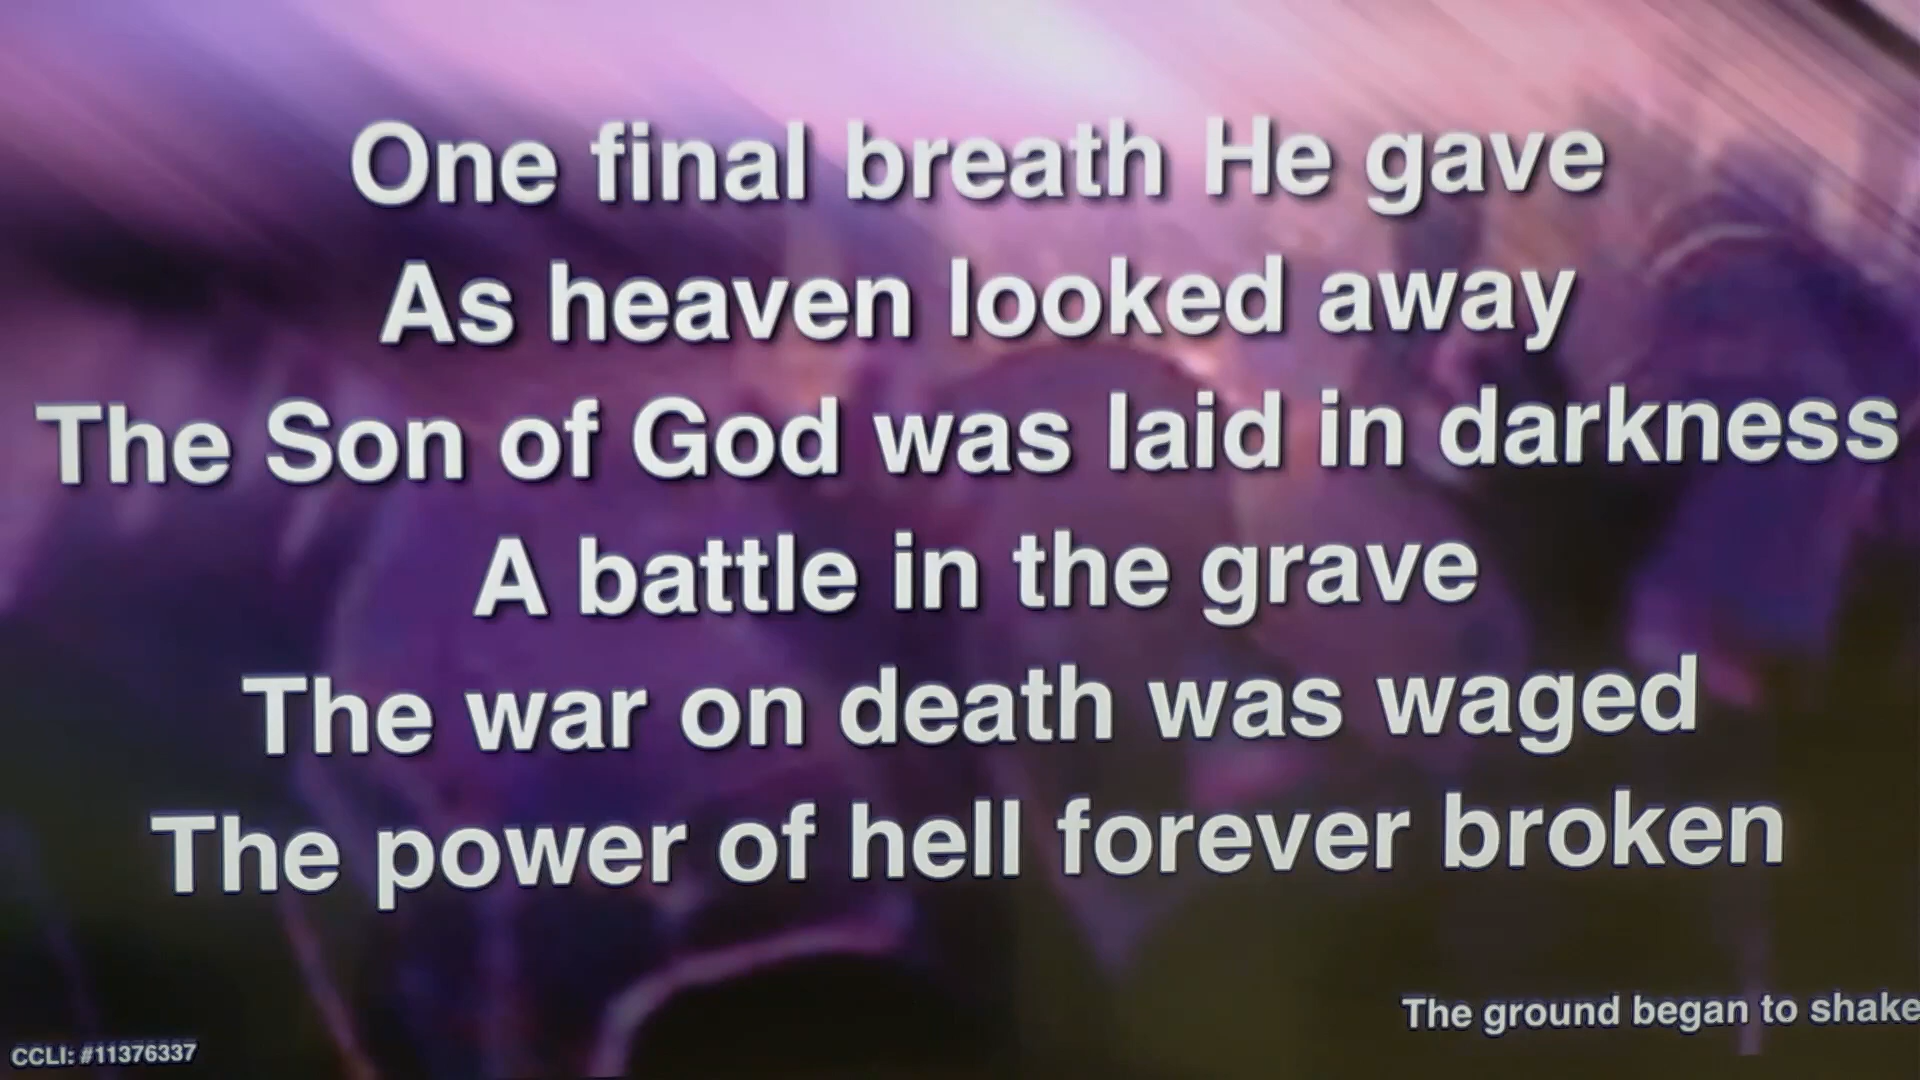 One final breath He gave
As heaven looked away
The Son of God was laid in darkness
A battle in the grave
The war on death was waged
The power of hell forever broken
The ground began to shake
CCLI: #11376337